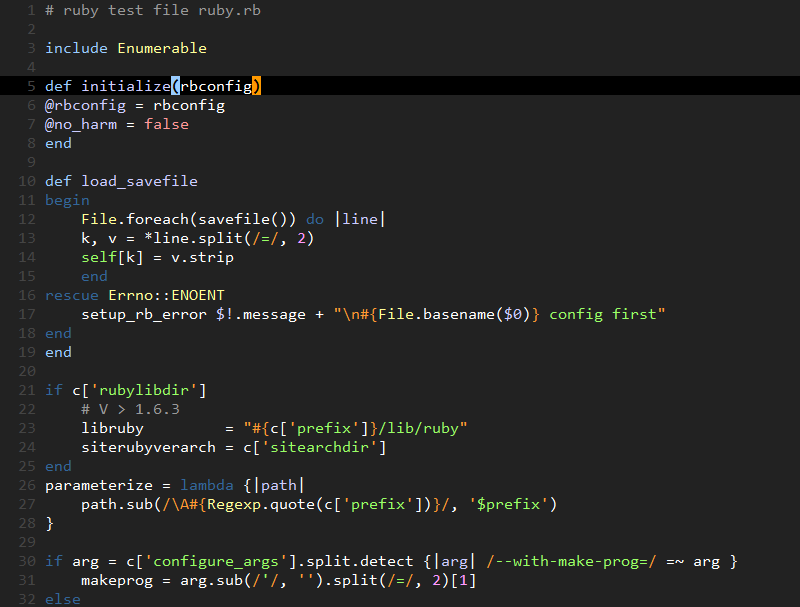 1 # ruby test file ruby.rb
2
3 include Enumerable
4
5 def initialize(rbconfig)
6 @rbconfig = rbconfig
7 @no_harm = false
8 end
9
10 def load_savefile
11 begin
12     File.foreach(savefile()) do |line|
13     k, v = *line.split(/=/, 2)
14     self[k] = v.strip
15     end
16 rescue Errno::ENOENT
17     setup_rb_error $!.message + "\n#{File.basename($0)} config first"
18 end
19 end
20
21 if c['rubylibdir']
22     # V > 1.6.3
23     libruby         = "#{c['prefix']}/lib/ruby"
24     siterubyverarch = c['sitearchdir']
25 end
26 parameterize = lambda {|path|
27     path.sub(/\A#{Regexp.quote(c['prefix'])}/, '$prefix')
28 }
29
30 if arg = c['configure_args'].split.detect {|arg| /--with-make-prog=/ =~ arg }
31     makeprog = arg.sub(/'/, '').split(/=/, 2)[1]
32 else